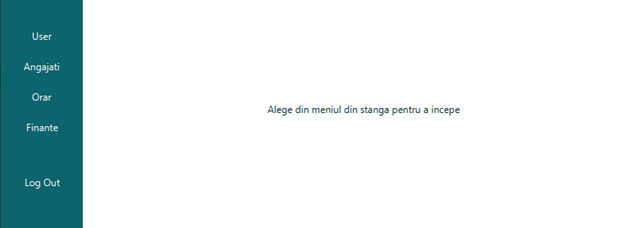 User
Angajati
Orar
Finante
Log Out
Alege din meniul din stanga pentru a incepe